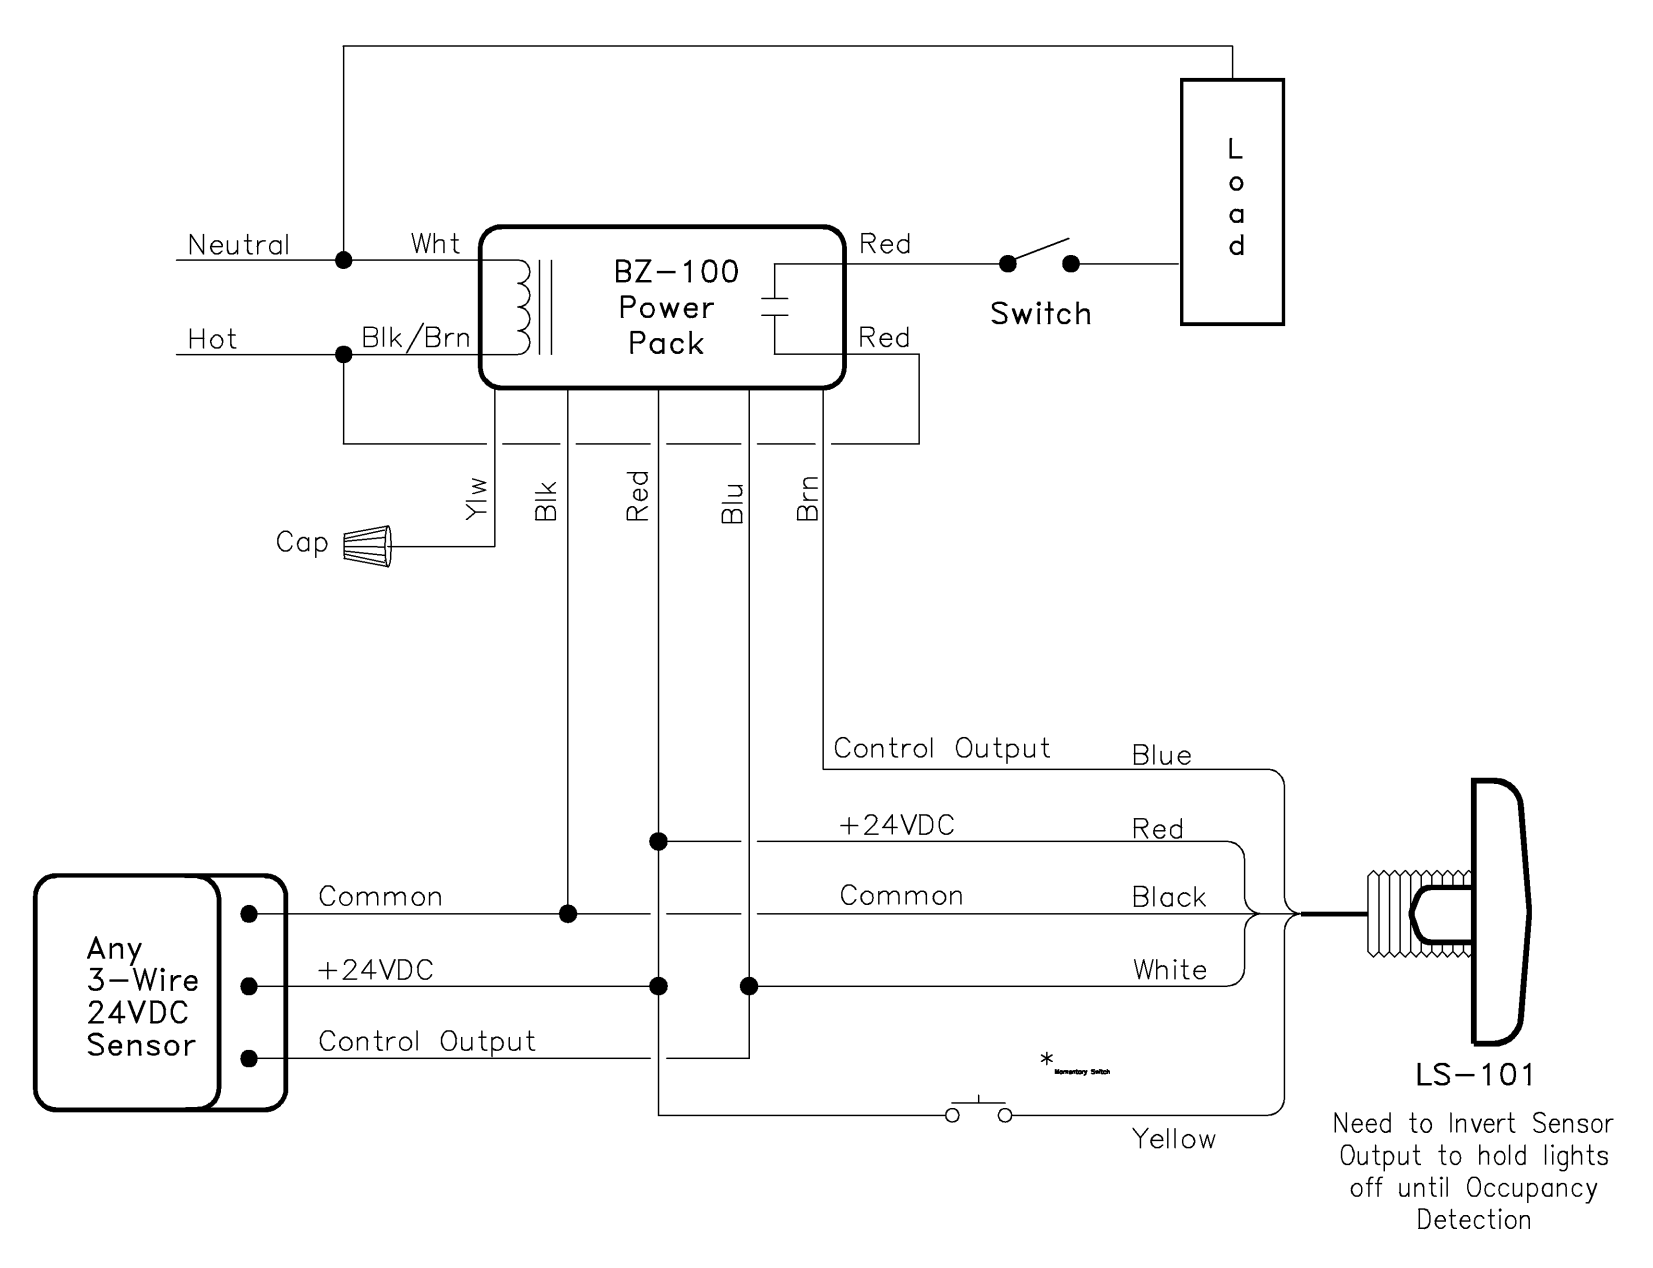 L
o
a
d
Neutral
Wht
BZ-100
Power
Pack
Red
Switch
Hot
Blk/Brn
Red
Ylw
Blk
Red
Blu
Brn
Cap
Control Output
Blue
+24VDC
Red
Common
Common
Black
Any
3-Wire
24VDC
Sensor
+24VDC
White
Control Output
*
Momentary Switch
Yellow
LS-101
Need to Invert Sensor
Output to hold lights
off until Occupancy
Detection